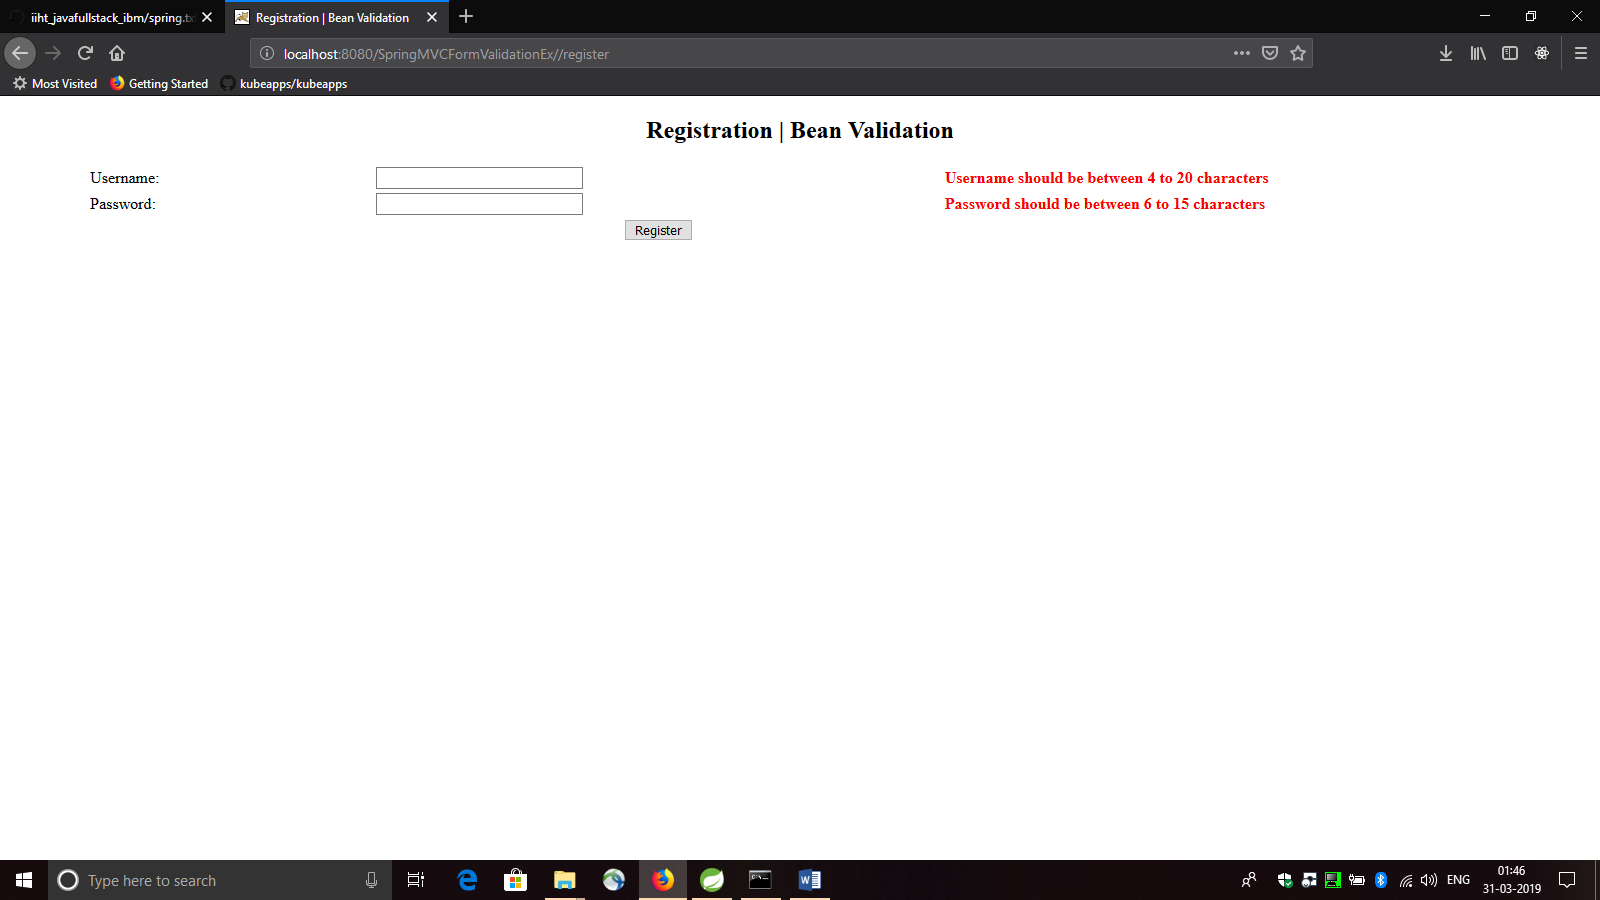 iiht_javafullstack_ibm/spring.tx
Registration | Bean Validation
localhost:8080/SpringMVCFormValidationEx//register
Most Visited
Getting Started
kubeapps/kubeapps
Registration | Bean Validation
Username:
Username should be between 4 to 20 characters
Password:
Password should be between 6 to 15 characters
Register
Type here to search
ENG
01:46
31-03-2019